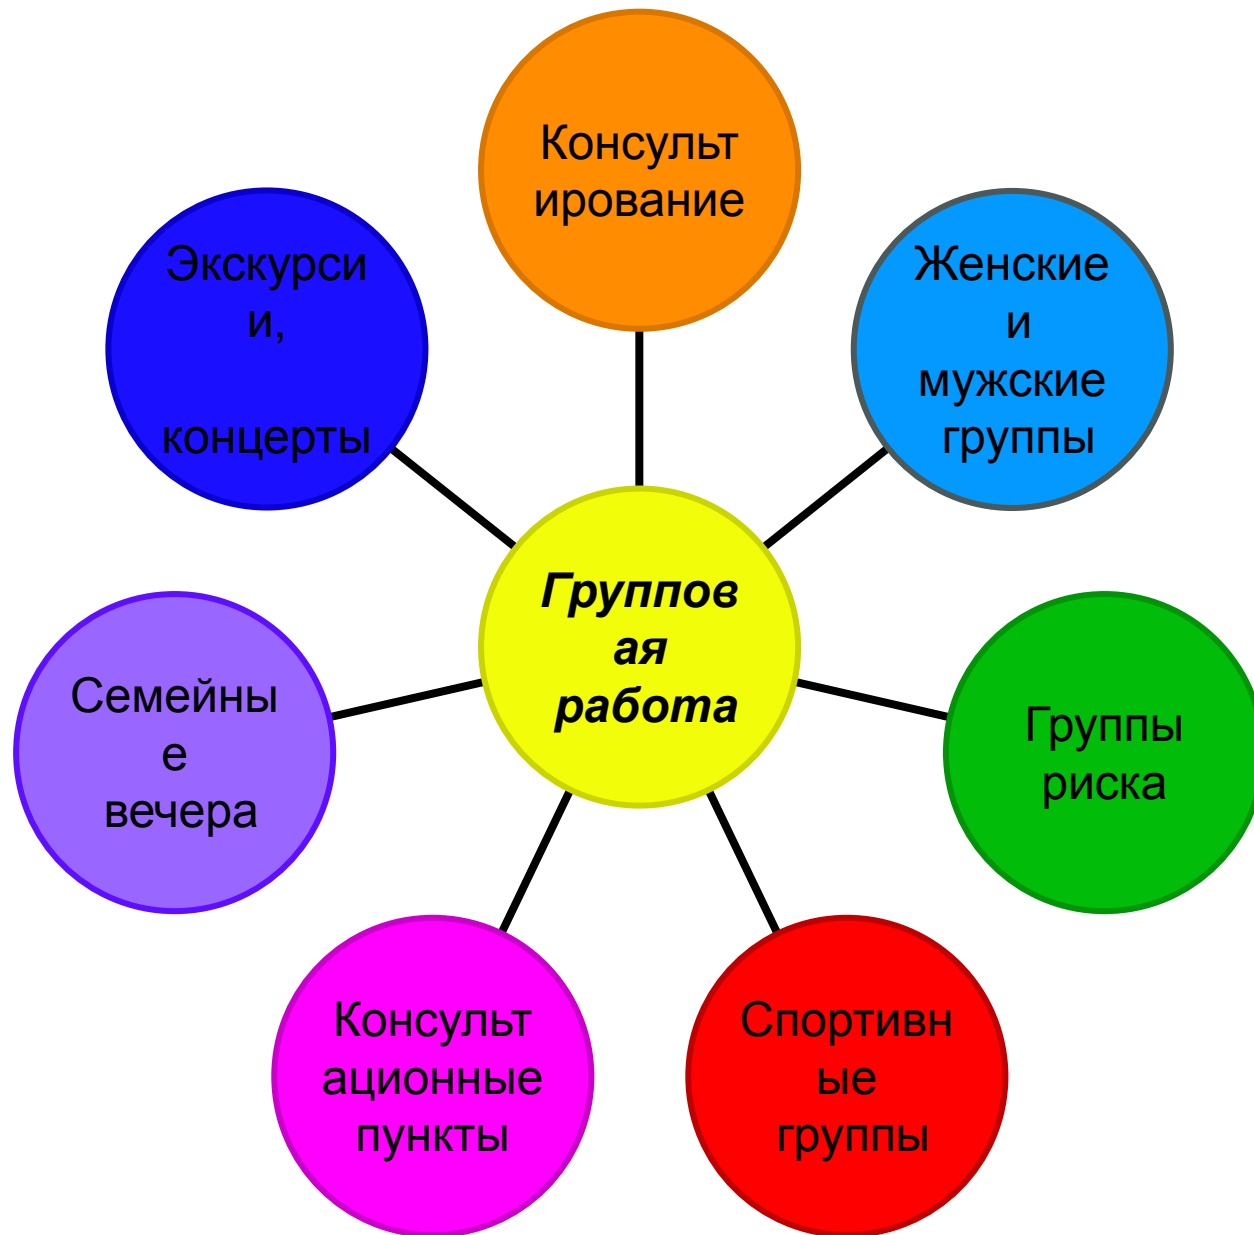 Консульт
ирование
Женские
и
мужские
группы
Группы
риска
Спортивн
ые
группы
Консульт
ационные
пункты
Семейны
е
вечера
Экскурси
и,
концерты
Группов
ая
работа